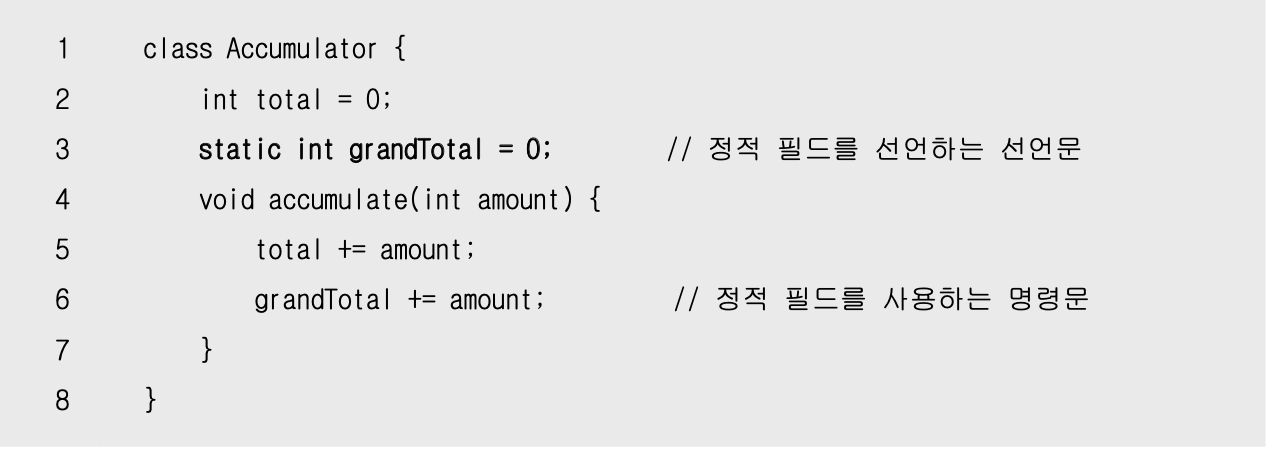 1 class Accumulator {
2 int total = 0;
3 static int grandTotal = 0; // 정적 필드를 선언하는 선언문
4 void accumulate(int amount) {
5 total += amount;
6 grandTotal += amount; // 정적 필드를 사용하는 명령문
7 }
8 }